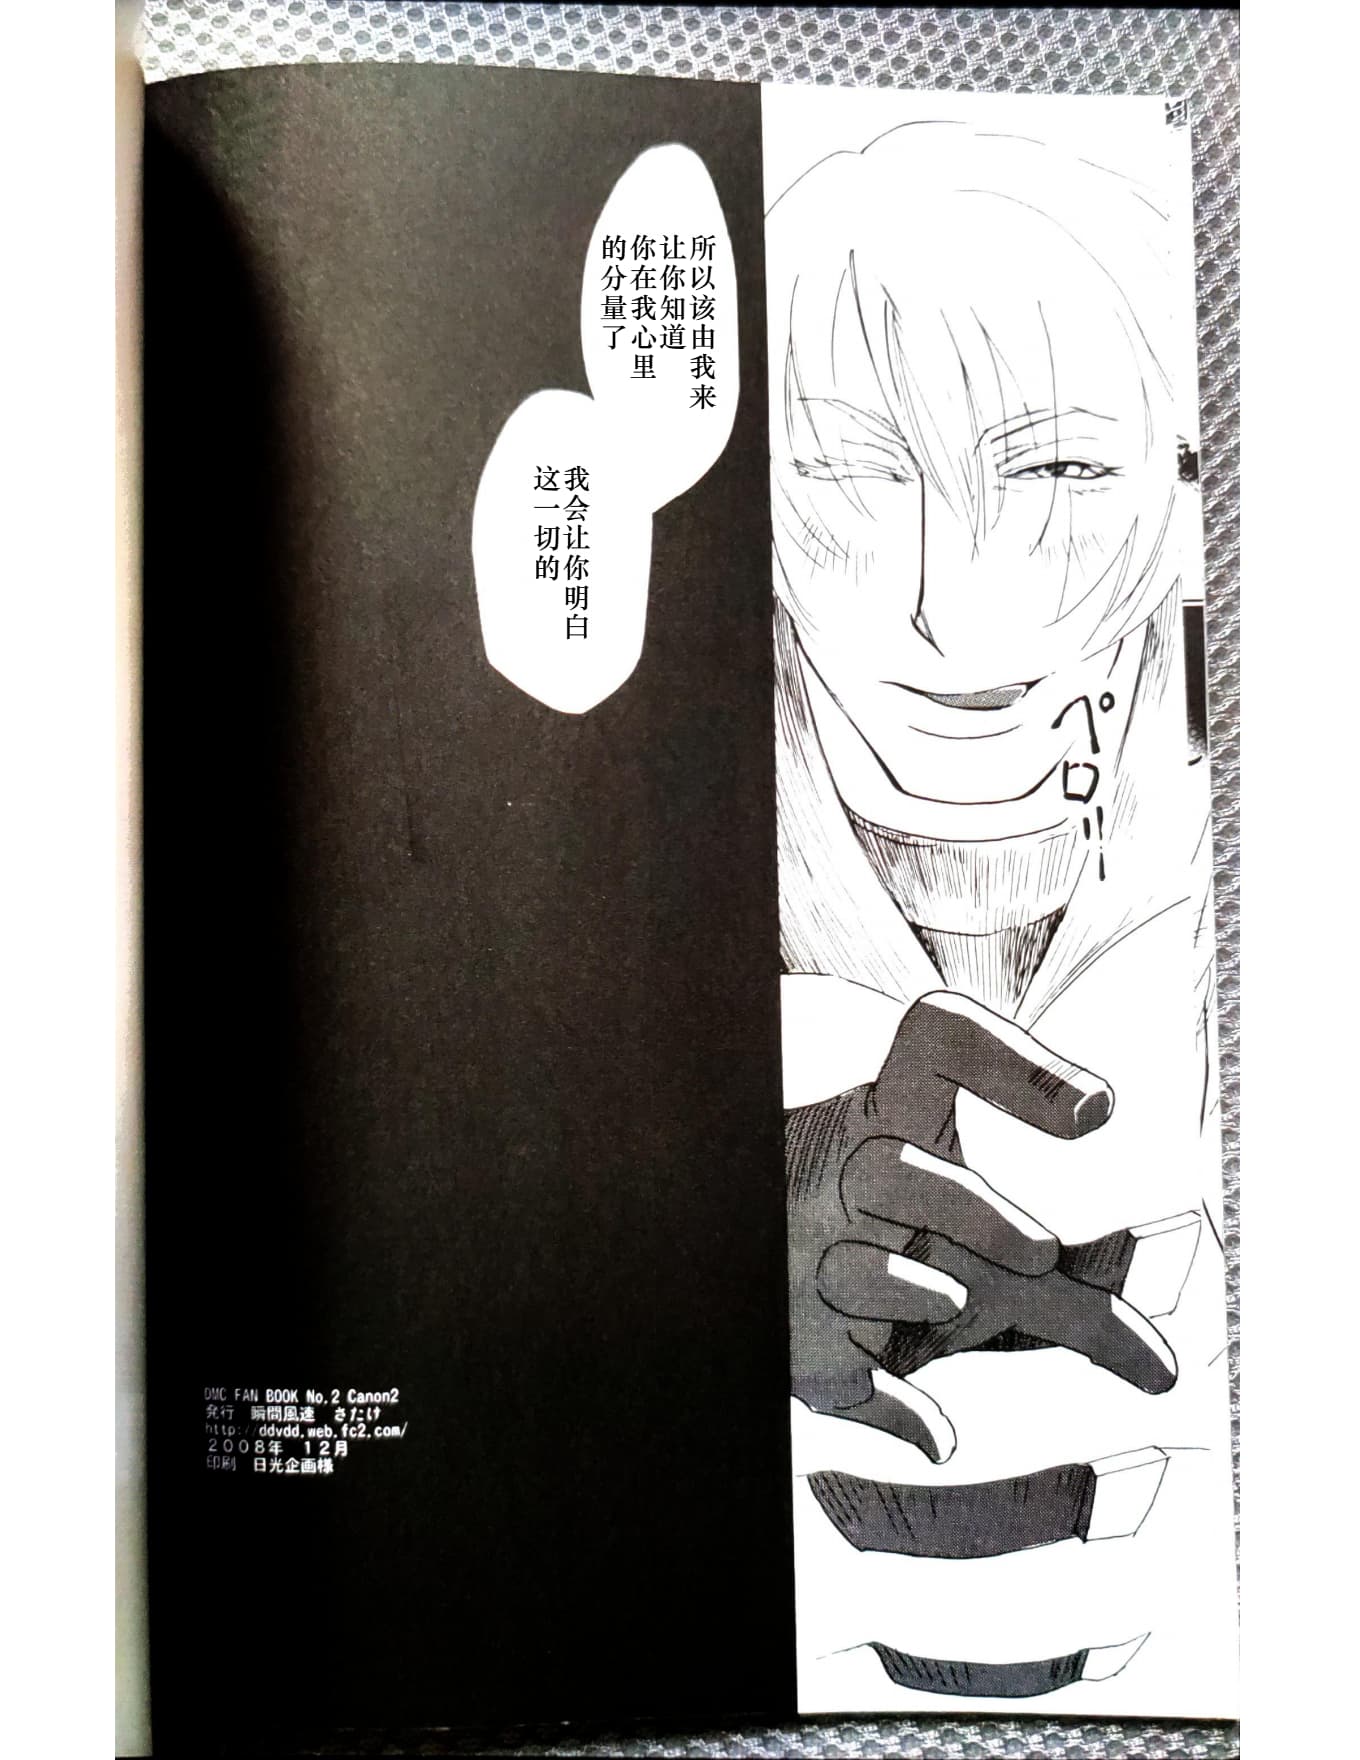 所以该由我来
让你知道
你在我心里
的分量了
我会让你明白
这一切的
ペロ!!
DMC FAN BOOK No.2 Canon2
発行 瞬間風速 さたけ
http://ddvdd.web.fc2.com/
2008年 12月
印刷 日光企画様